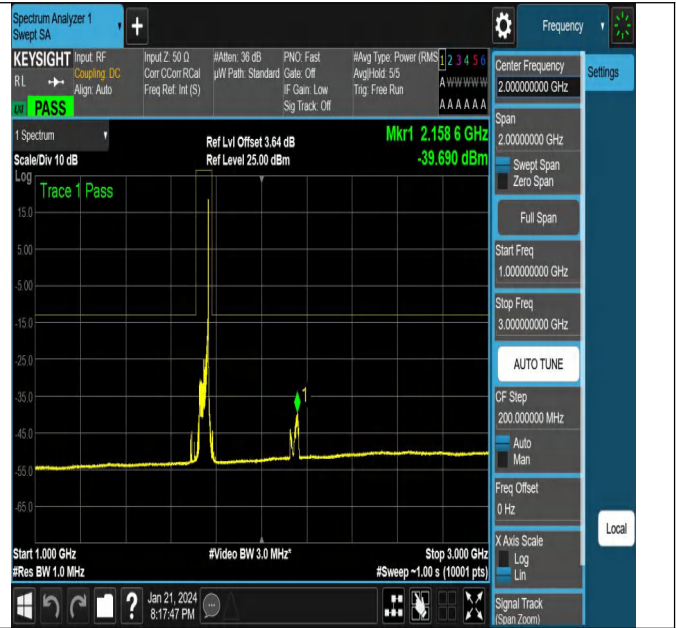 Spectrum Analyzer 1
Swept SA
+
Frequency
KEYSIGHT
RL
LXI
PASS
Input: RF
Coupling: DC
Align: Auto
Input Z: 50 Ω
Corr CCorr RCal
Freq Ref: Int (S)
#Atten: 36 dB
µW Path: Standard
PNO: Fast
Gate: Off
IF Gain: Low
Sig Track: Off
#Avg Type: Power (RMS
Avg|Hold: 5/5
Trig: Free Run
1 2 3 4 5 6
A W W W W W
A A A A A A
1 Spectrum
Scale/Div 10 dB
Ref Lvl Offset 3.64 dB
Ref Level 25.00 dBm
Mkr1 2.158 6 GHz
-39.690 dBm
Log
Trace 1 Pass
15.0
5.00
-5.00
-15.0
-25.0
-35.0
-45.0
-55.0
-65.0
1
Start 1.000 GHz
#Res BW 1.0 MHz
#Video BW 3.0 MHz*
Stop 3.000 GHz
#Sweep ~1.00 s (10001 pts)
Jan 21, 2024
8:17:47 PM
?
Center Frequency
2.000000000 GHz
Settings
Span
2.00000000 GHz
Swept Span
Zero Span
Full Span
Start Freq
1.000000000 GHz
Stop Freq
3.000000000 GHz
AUTO TUNE
CF Step
200.000000 MHz
Auto
Man
Freq Offset
0 Hz
X Axis Scale
Log
Lin
Local
Signal Track
(Span Zoom)